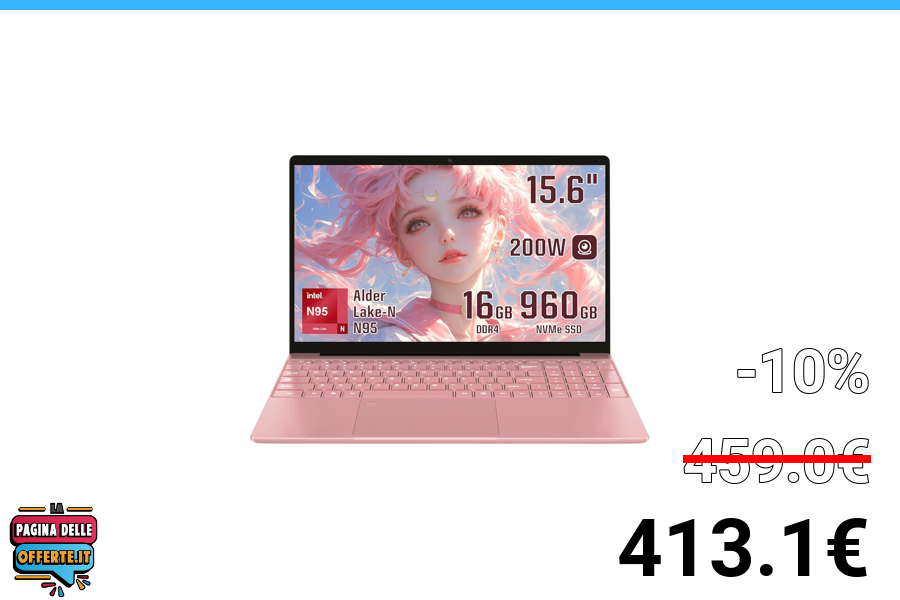 15.6"
200W
intel.
N95
N
Alder
Lake-N
N95
16GB
DDR4
960GB
NVMe SSD
-10%
459.0€
413.1€
LA
PAGINA DELLE
OFFERTE.IT